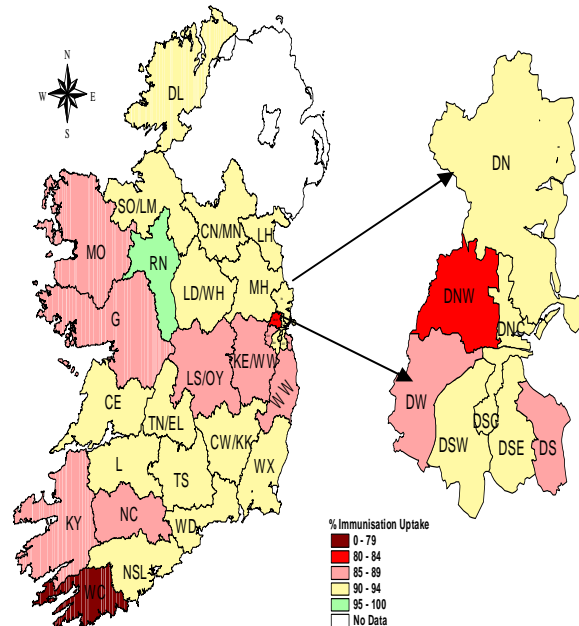 N
W E
S
DL
SO/LM
CN/MN
LH
MO
RN
LD/WH
MH
G
LS/OY
KE/WW
WW
CE
TN/EL
CW/KK
L
TS
WX
KY
NC
WD
NSL
WC
DN
DNW
DNC
DW
DSW
DSC
DSE
DS
% Immunisation Uptake
0 - 79
80 - 84
85 - 89
90 - 94
95 - 100
No Data